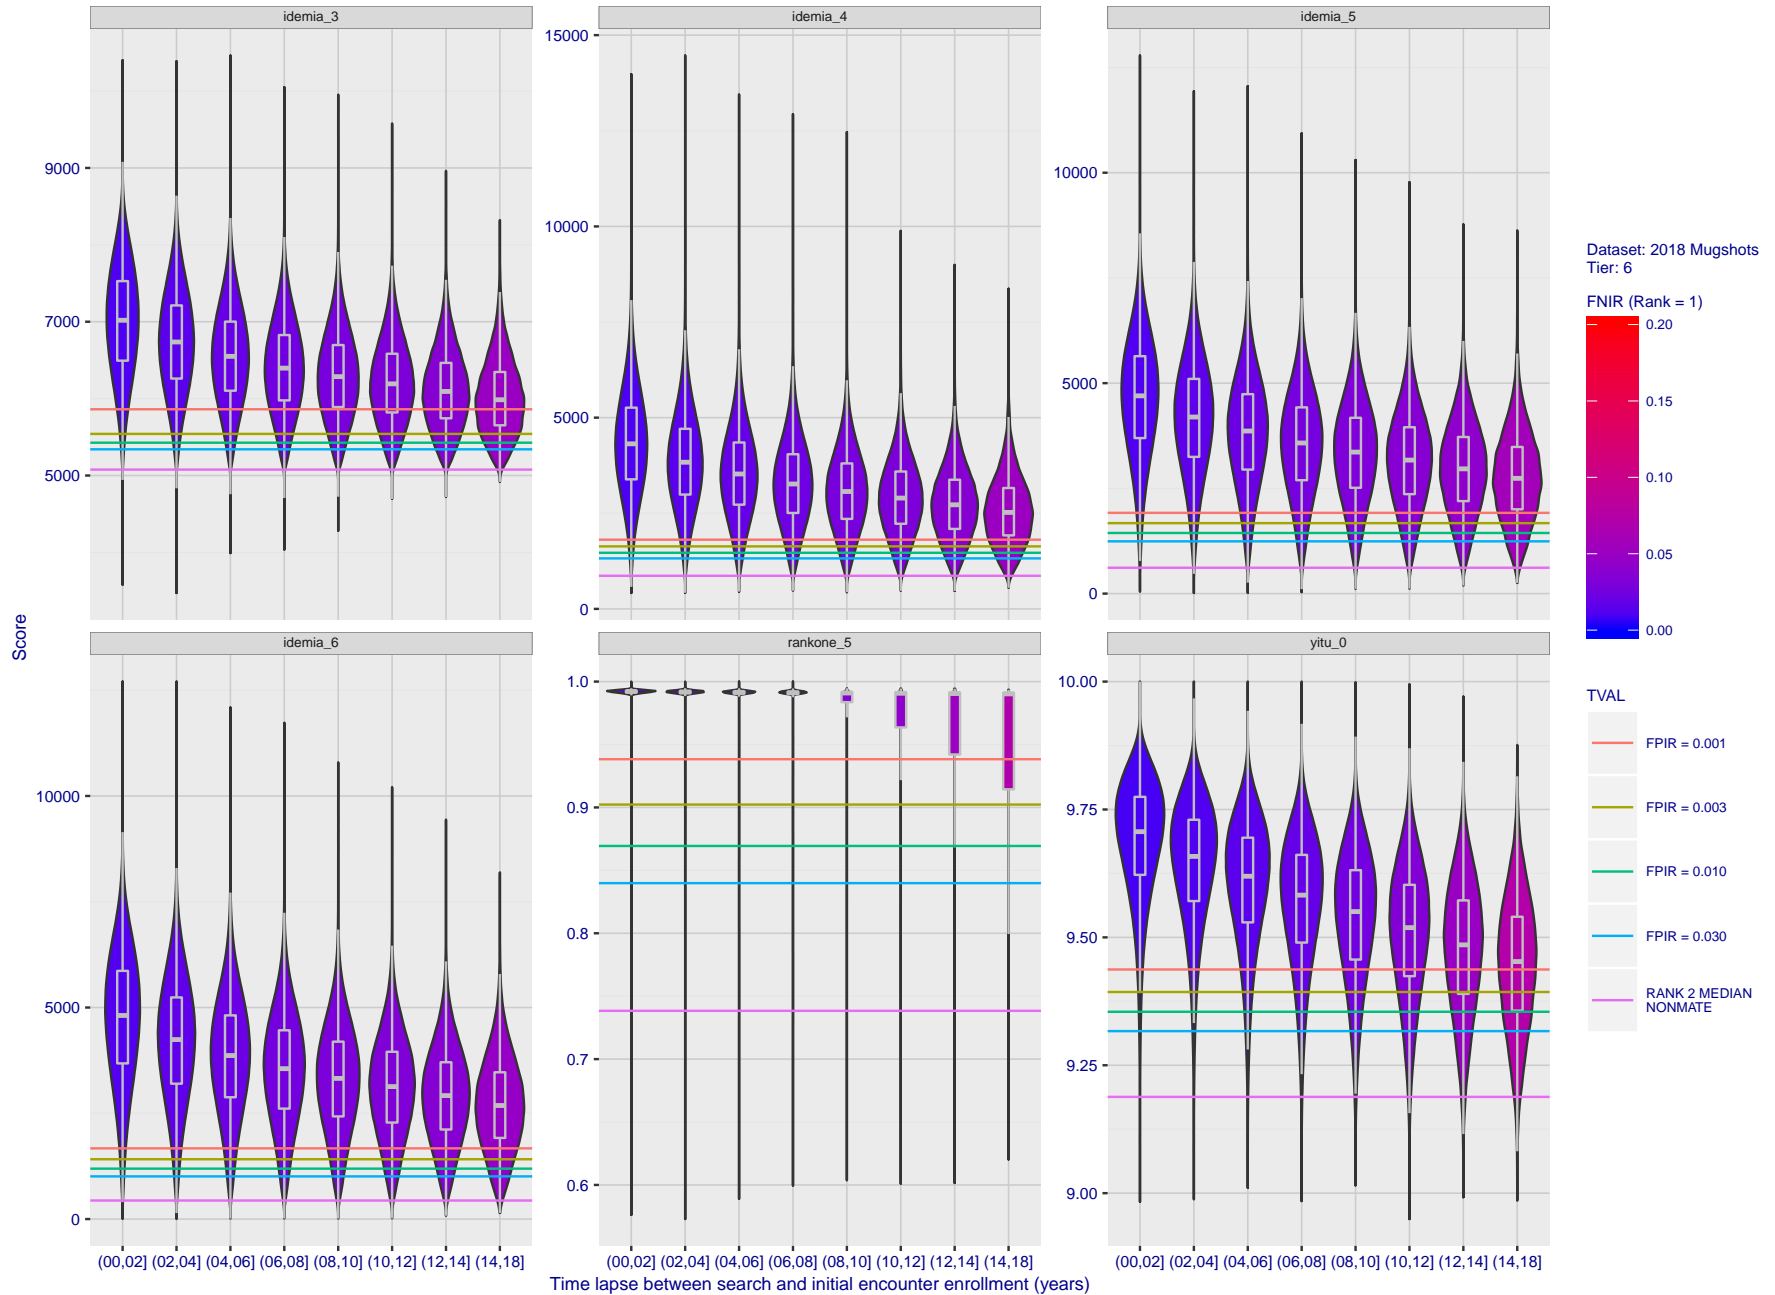 idemia_3
idemia_4
idemia_5
9000
7000
5000
15000
10000
5000
0
10000
5000
0
idemia_6
rankone_5
yitu_0
10000
5000
0
1.0
0.9
0.8
0.7
0.6
10.00
9.75
9.50
9.25
9.00
(00,02] (02,04] (04,06] (06,08] (08,10] (10,12] (12,14] (14,18]
(00,02] (02,04] (04,06] (06,08] (08,10] (10,12] (12,14] (14,18]
(00,02] (02,04] (04,06] (06,08] (08,10] (10,12] (12,14] (14,18]
Time lapse between search and initial encounter enrollment (years)
Score
Dataset: 2018 Mugshots
Tier: 6
FNIR (Rank = 1)
0.20
0.15
0.10
0.05
0.00
TVAL
FPIR = 0.001
FPIR = 0.003
FPIR = 0.010
FPIR = 0.030
RANK 2 MEDIAN
NONMATE